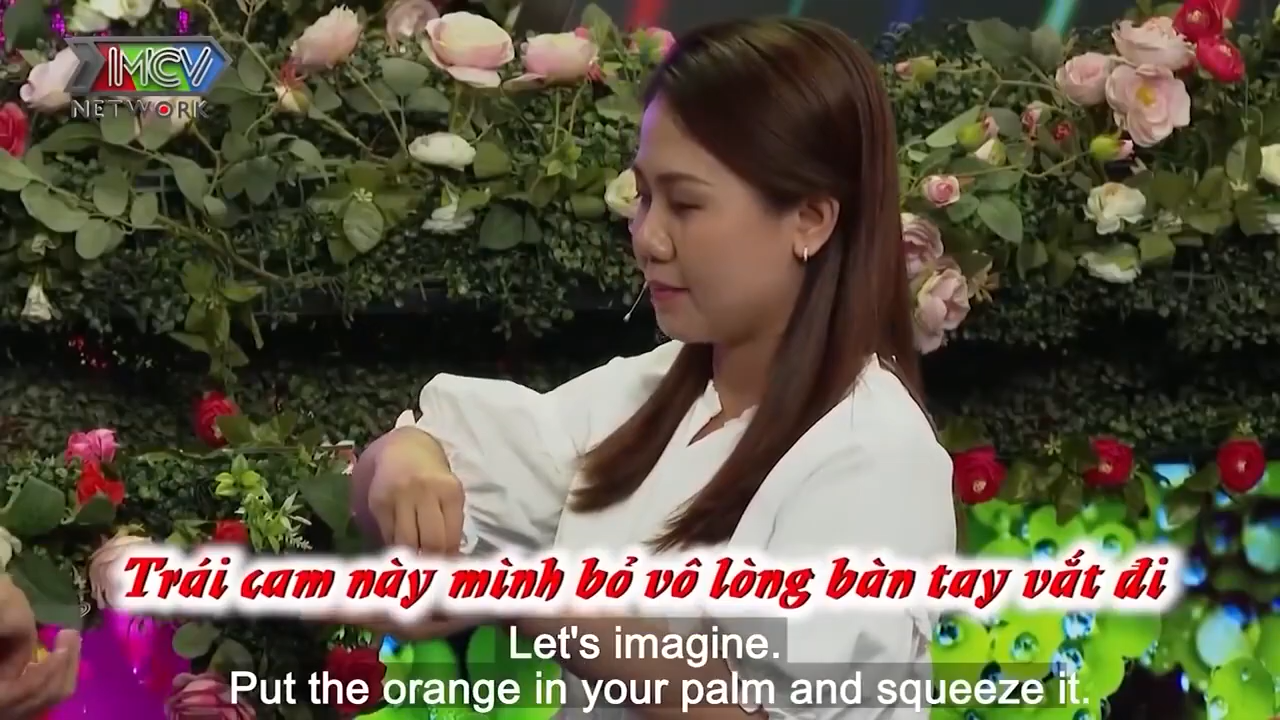 MCV
NETWORK
Trái cam này mình bỏ vô lòng bàn tay vắt đi
Let's imagine.
Put the orange in your palm and squeeze it.